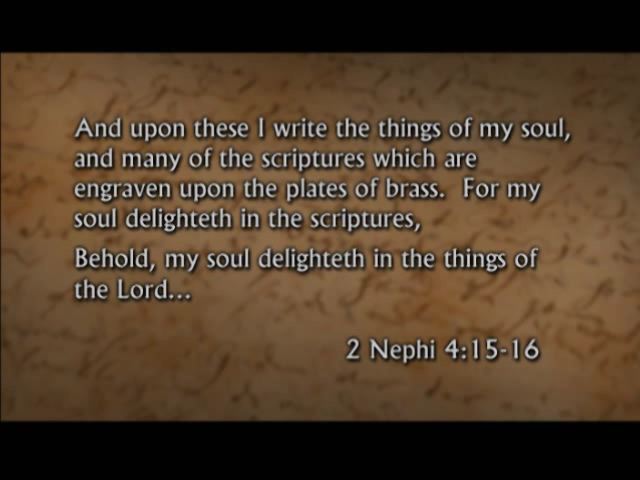 And upon these I write the things of my soul,
and many of the scriptures which are
engraven upon the plates of brass.  For my
soul delighteth in the scriptures,
Behold, my soul delighteth in the things of
the Lord...
2 Nephi 4:15-16